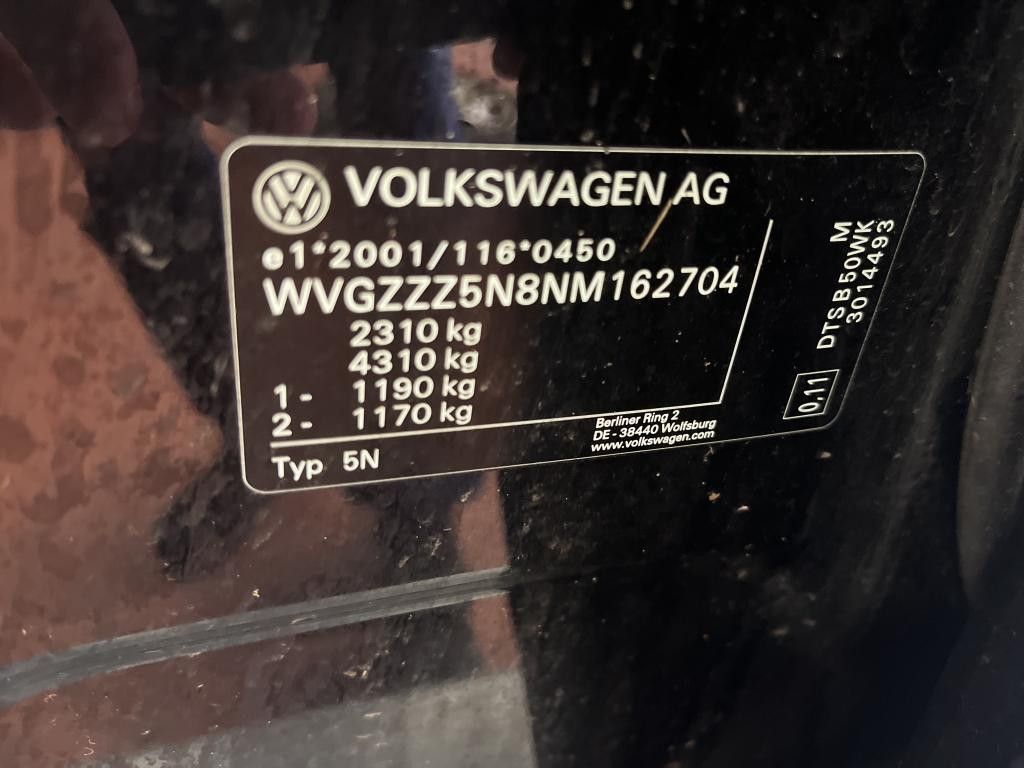 VOLKSWAGEN AG
e1*2001/116*0450
WVGZZZ5N8NM162704
2310 kg
4310 kg
1 - 1190 kg
2 - 1170 kg
Typ 5N
Berliner Ring 2
DE - 38440 Wolfsburg
www.volkswagen.com
M
DTSB50WK
3014493
0,11